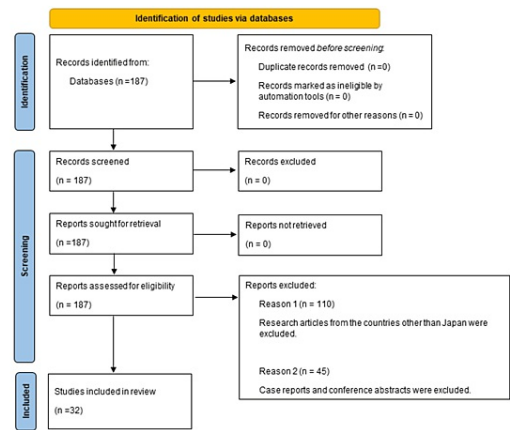 Identification of studies via databases
Identification
Records identified from:
Databases (n =187)
Records removed before screening:
Duplicate records removed (n =0)
Records marked as ineligible by
automation tools (n = 0)
Records removed for other reasons (n = 0)
Screening
Records screened
(n = 187)
Records excluded
(n = 0)
Reports sought for retrieval
(n =187)
Reports not retrieved
(n = 0)
Reports assessed for eligibility
(n = 187)
Reports excluded:
Reason 1 (n = 110)
Research articles from the countries other than Japan were
excluded.
Reason 2 (n = 45)
Case reports and conference abstracts were excluded.
Included
Studies included in review
(n =32)